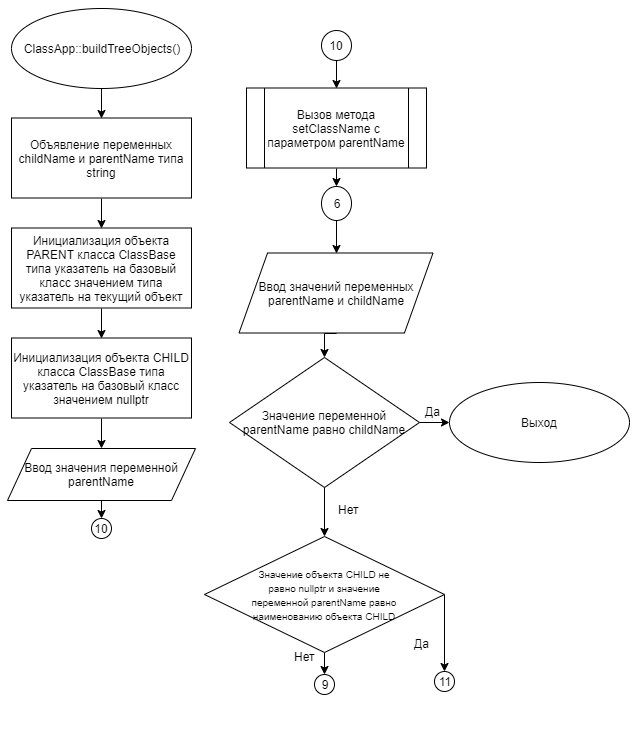 ClassApp::buildTreeObjects()
Объявление переменных
childName и parentName типа
string
Инициализация объекта
PARENT класса ClassBase
типа указатель на базовый
класс значением типа
указатель на текущий объект
Инициализация объекта CHILD
класса ClassBase типа
указатель на базовый класс
значением nullptr
Ввод значения переменной
parentName
10
10
Вызов метода
setClassName с
параметром parentName
6
Ввод значений переменных
parentName и childName
Значение переменной
parentName равно childName
Да
Выход
Нет
Значение объекта CHILD не
равно nullptr и значение
переменной parentName равно
наименованию объекта CHILD
Да
Нет
9
11